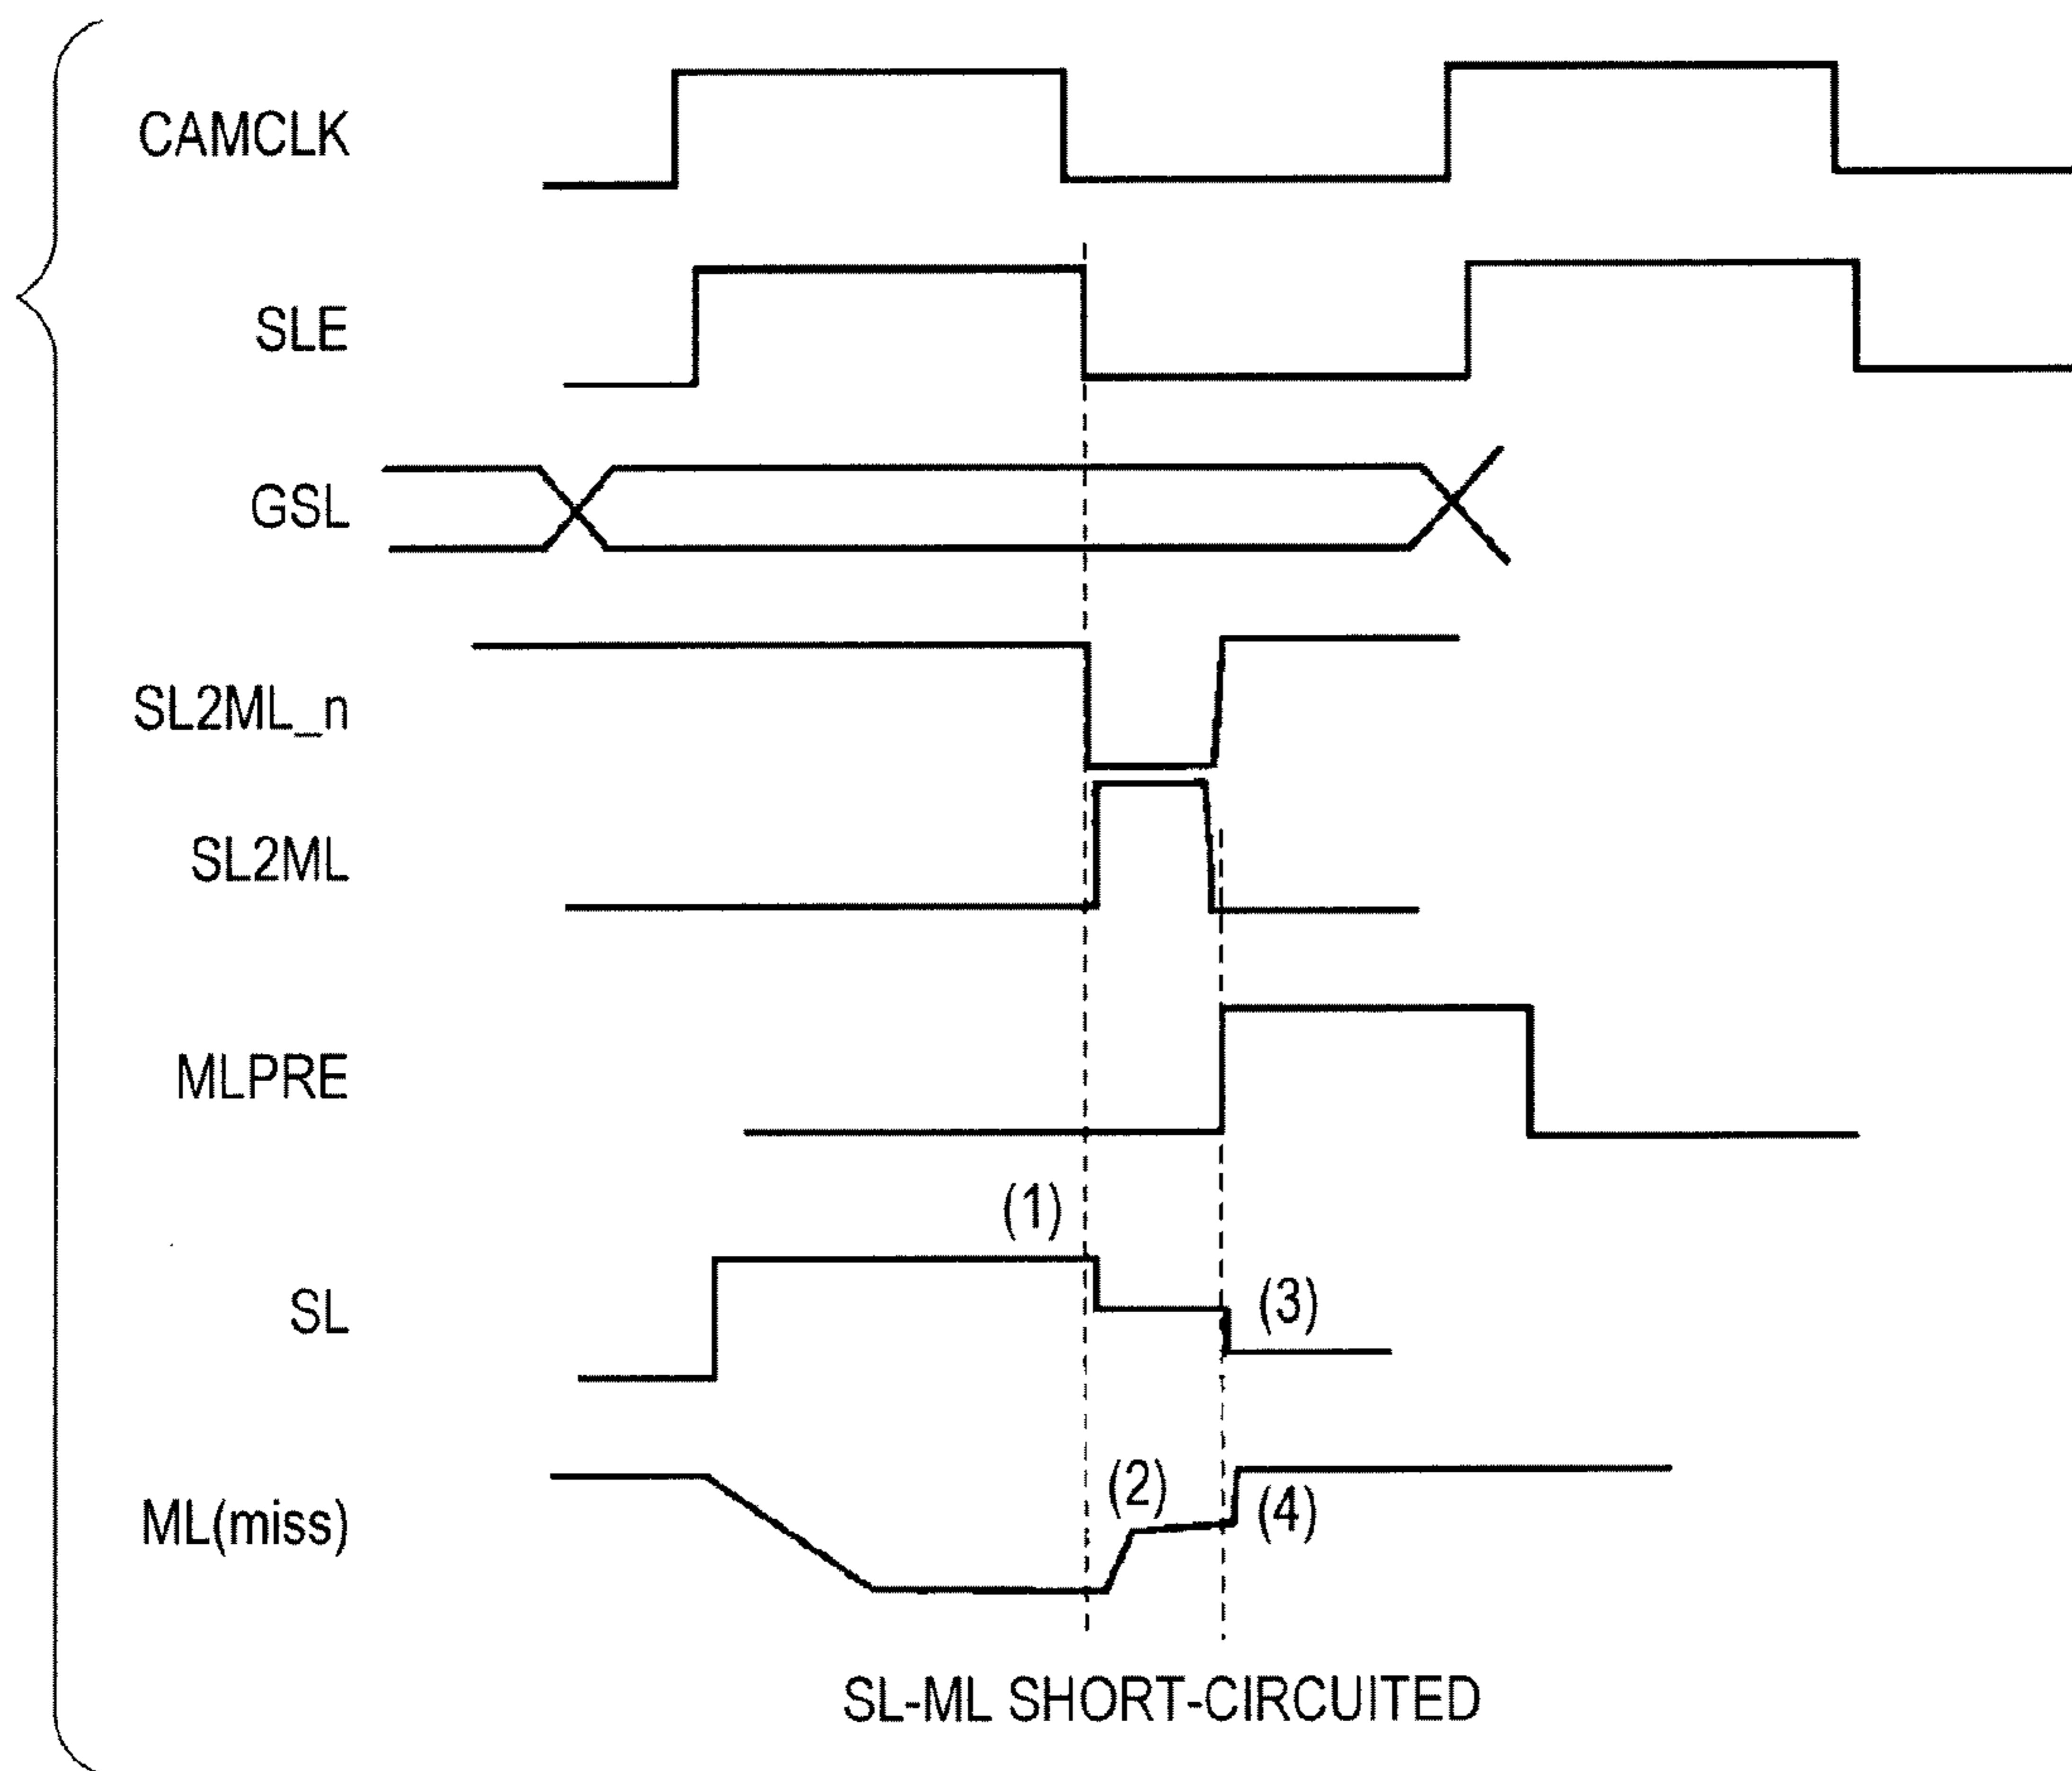 CAMCLK
SLE
GSL
SL2ML_n
SL2ML
MLPRE
(1)
SL
(3)
(2)
ML(miss)
(4)
SL-ML SHORT-CIRCUITED